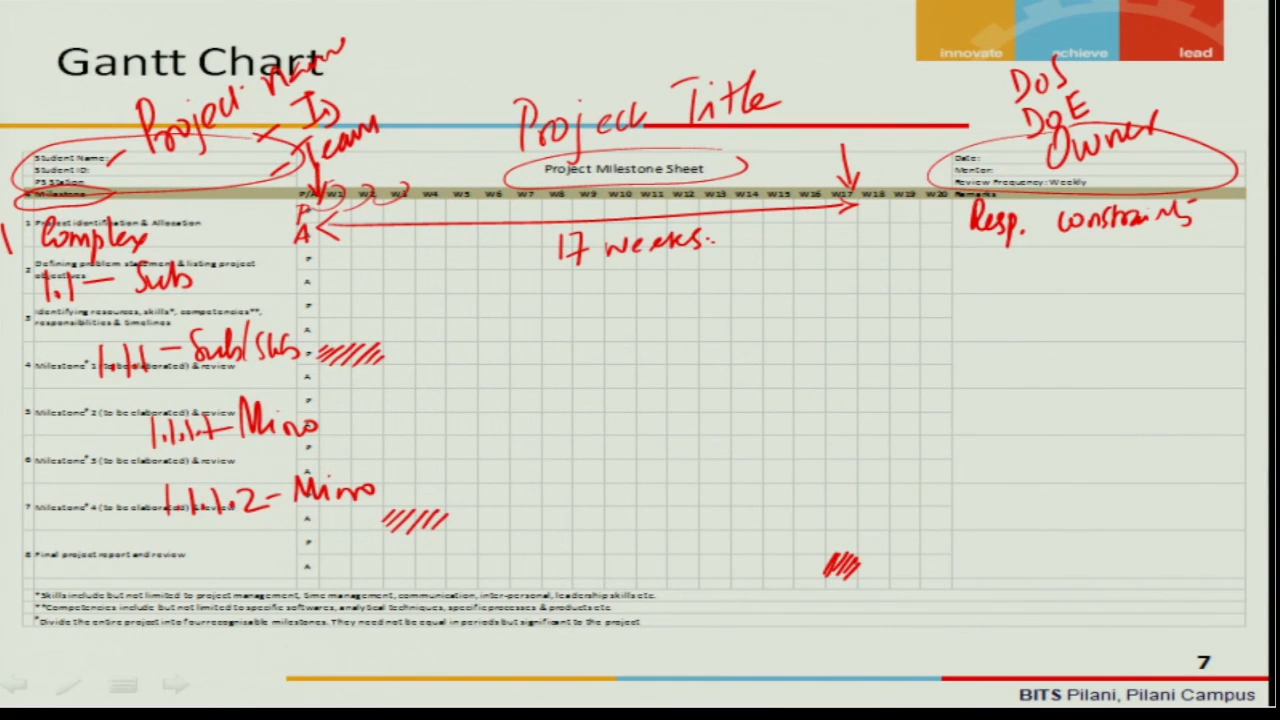 Gantt Chart
innovate achieve lead
Project Name
ID
Team
Project Title
DOS
DOE
Owner
Student Name:
Student ID:
PS Station
Project Milestone Sheet
Date:
Mentor:
Review Frequency: Weekly
Milestone P/A W1 W2 W3 W4 W5 W6 W7 W8 W9 W10 W11 W12 W13 W14 W15 W16 W17 W18 W19 W20 Remarks
1 Project identification & Allocation P A
Resp. constraints
1 Complex
17 weeks.
2 Defining problem statement & listing project objectives P A
1.1 - Sub
3 Identifying resources, skills*, competencies**, responsibilities & timelines P A
1.1.1 - Sub/Sub
4 Milestone# 1 (to be elaborated) & review P A
5 Milestone# 2 (to be elaborated) & review P
1.1.1.1 - Micro
6 Milestone# 3 (to be elaborated) & review P A
1.1.1.2 - Micro
7 Milestone# 4 (to be elaborated) & review A
8 Final project report and review P A
*Skills include but not limited to project management, time management, communication, inter-personal, leadership skills etc.
**Competencies include but not limited to specific softwares, analytical techniques, specific processes & products etc.
#Divide the entire project into four recognisable milestones. They need not be equal in periods but significant to the project
7
BITS Pilani, Pilani Campus